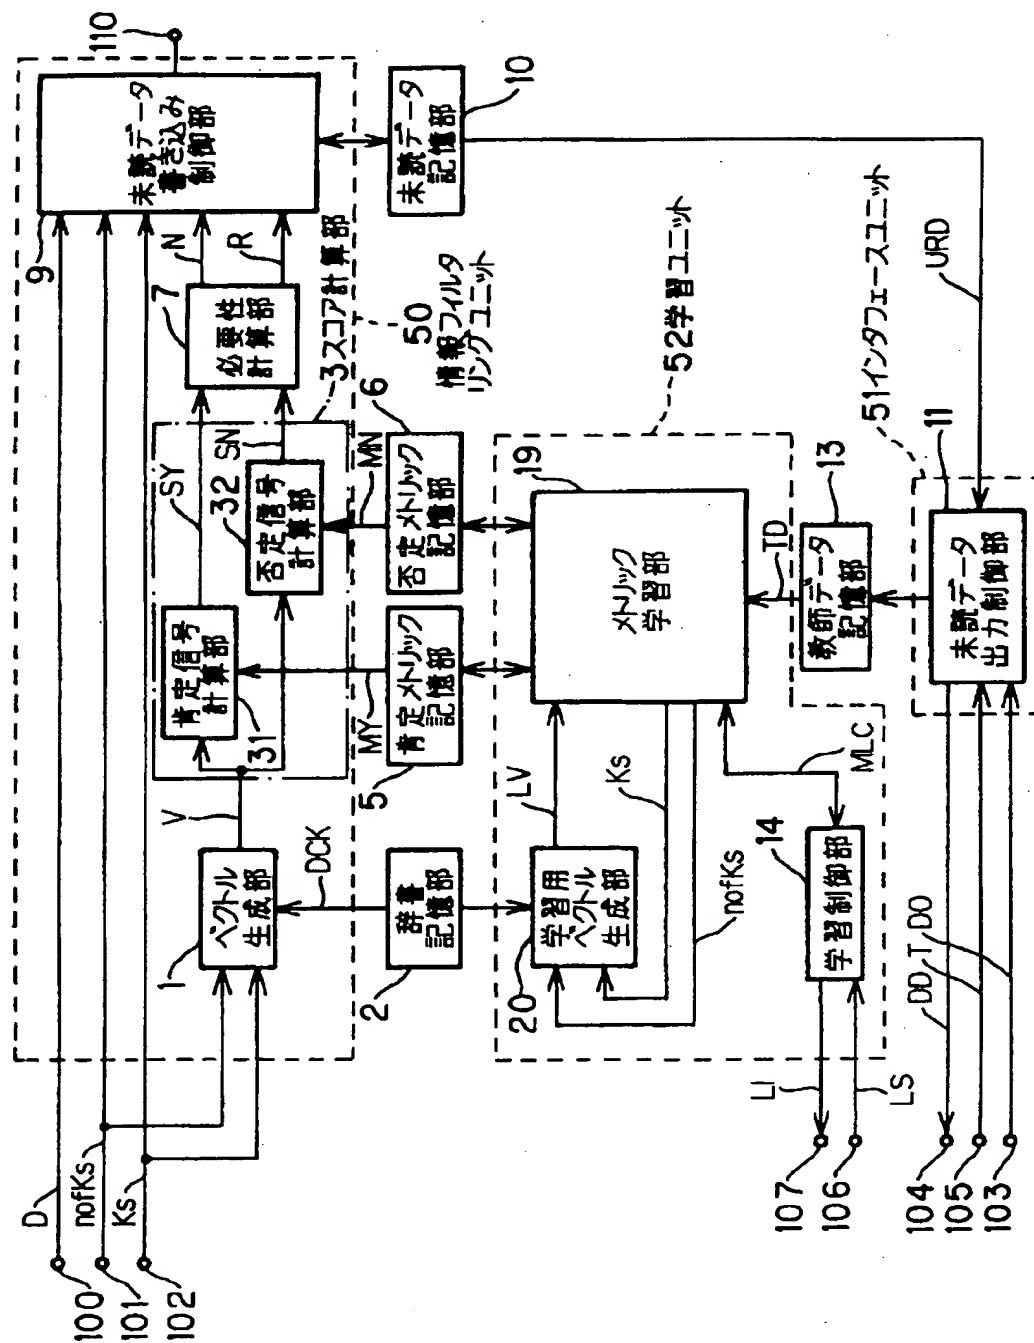 D
nofKs
Ks
100
101
102
ベクトル
生成部
1
V
DCK
辞書
記憶部
2
肯定信号
計算部
31
否定信号
計算部
32
SY
SN
3スコア計算部
MY
MN
肯定メトリック
記憶部
5
否定メトリック
記憶部
6
必要性
計算部
7
N
R
未読データ
書き込み
制御部
9
110
50
情報フィルタ
リングユニット
未読データ
記憶部
10
学習用
ベクトル
生成部
20
LV
Ks
nofKs
メトリック
学習部
19
52学習ユニット
MLC
学習制御部
14
LI
LS
107
106
TD
教師データ
記憶部
13
51インタフェースユニット
未読データ
出力制御部
11
URD
DD
T
DO
104
105
103